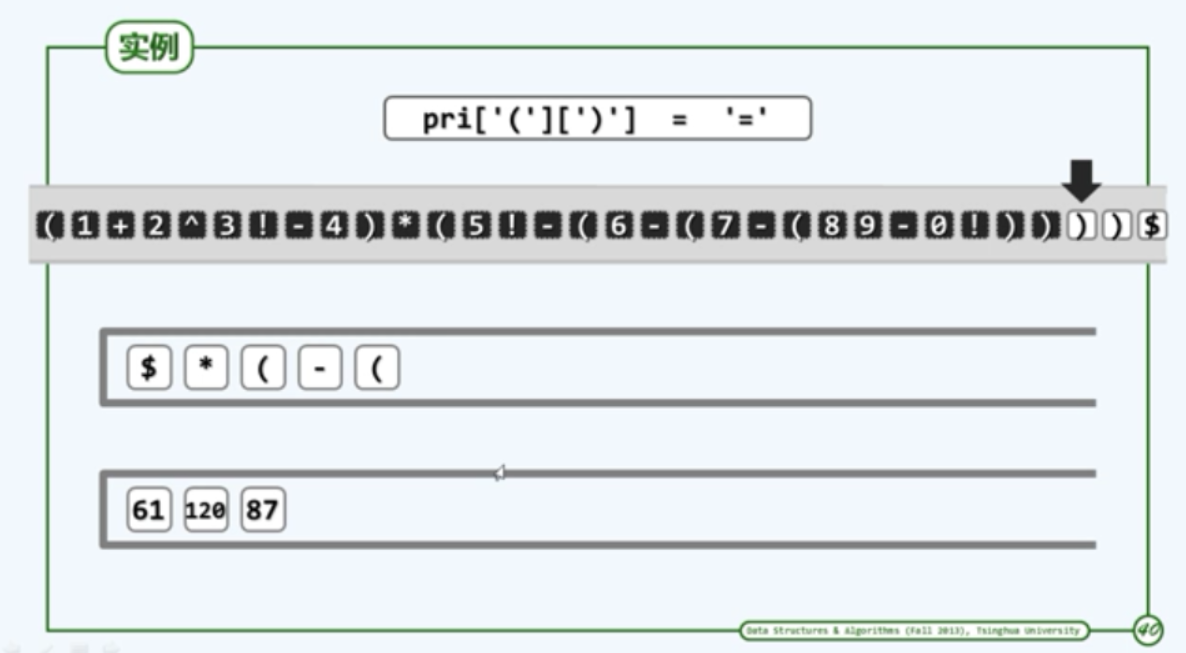 实例
pri['('][')'] = '='
(1+2^3!-4)*(5!-(6-(7-(89-0!))))$
$ * ( - (
61 120 87
Data Structures & Algorithms (Fall 2013), Tsinghua University
40